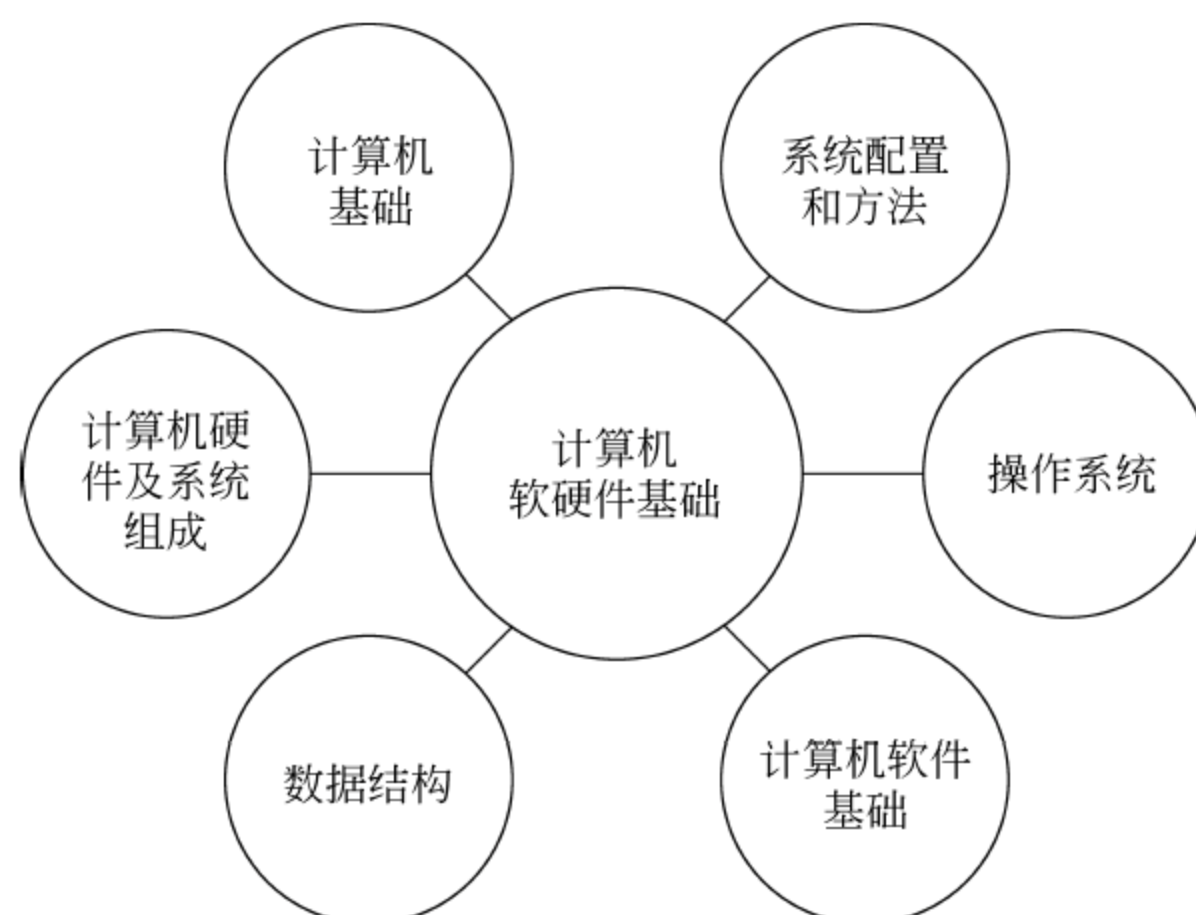 计算机
基础
系统配置
和方法
计算机硬
件及系统
组成
计算机
软硬件基础
操作系统
数据结构
计算机软件
基础